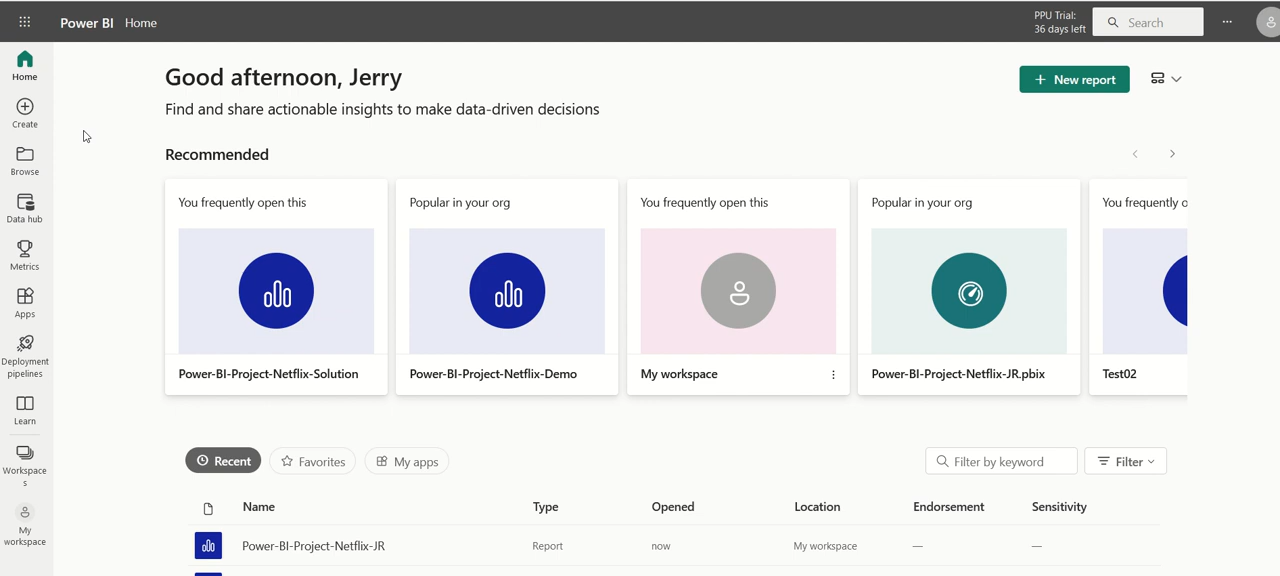 Power BI Home
PPU Trial:
36 days left
Search
Home
Create
Browse
Data hub
Metrics
Apps
Deployment
pipelines
Learn
Workspace
s
My
workspace
Good afternoon, Jerry
New report
Find and share actionable insights to make data-driven decisions
Recommended
You frequently open this
Power-BI-Project-Netflix-Solution
Popular in your org
Power-BI-Project-Netflix-Demo
You frequently open this
My workspace
Popular in your org
Power-BI-Project-Netflix-JR.pbix
You frequently o
Test02
Recent Favorites My apps
Filter by keyword Filter
Name Type Opened Location Endorsement Sensitivity
Power-BI-Project-Netflix-JR Report now My workspace — —